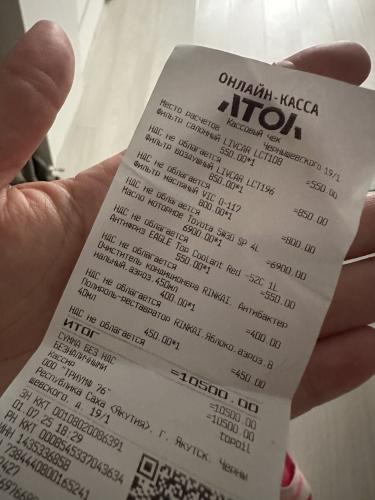 ОНЛАЙН-КАССА
АТОЛ
Кассовый чек
Место расчетов Чернышевского 19/1
Фильтр салонный LIVCAR LCT108
550.00*1 =550.00
НДС не облагается
Фильтр воздушный LIVCAR LCT196
850.00*1 =850.00
НДС не облагается
Фильтр масляный VIC O-117
800.00*1 =800.00
НДС не облагается
Масло моторное Toyota 5W30 SP 4L
6900.00*1 =6900.00
НДС не облагается
Антифриз EAGLE Top Coolant Red -52C 1L
550.00*1 =550.00
НДС не облагается
Очиститель кондиционера RINKAI. Антибактер
иальный аэроз.450мл
400.00*1 =400.00
НДС не облагается
Полироль-реставратор RINKAI.Яблоко.аэроз.8
40мл
450.00*1 =450.00
НДС не облагается
ИТОГ =10500.00
СУММА БЕЗ НДС =10500.00
БЕЗНАЛИЧНЫМИ =10500.00
Кассир topoil
ООО "ТРИУМФ 76"
Республика Саха (Якутия), г. Якутск, Черны
шевского, д. 19/1
ЗН ККТ 00108020086391
01.07.25 18:29
РН ККТ 0008545337043634
ИНН 1435336058
7384440800165241